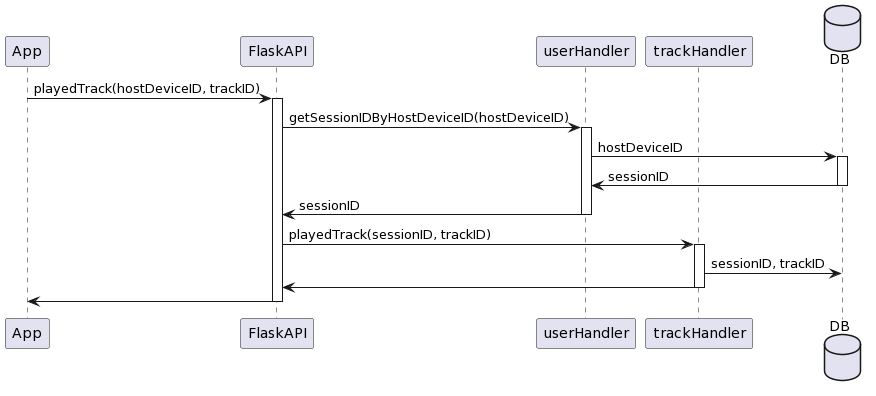 DB
App
FlaskAPI
userHandler
trackHandler
playedTrack(hostDeviceID, trackID)
getSessionIDByHostDeviceID(hostDeviceID)
hostDeviceID
sessionID
sessionID
playedTrack(sessionID, trackID)
sessionID, trackID
App
FlaskAPI
userHandler
trackHandler
DB